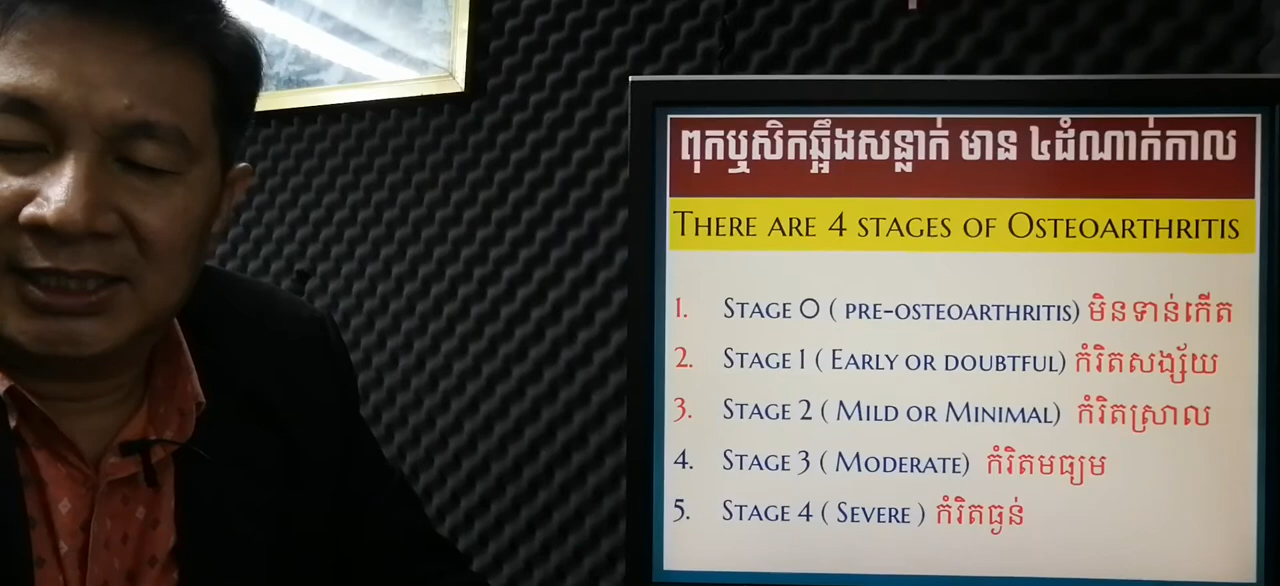 ពុកឬសិកឆ្អឹងសន្លាក់ មាន ៤ដំណាក់កាល
There are 4 stages of Osteoarthritis
1. Stage 0 ( pre-osteoarthritis) មិនទាន់កើត
2. Stage 1 ( Early or doubtful) កំរិតសង្ស័យ
3. Stage 2 ( Mild or Minimal) កំរិតស្រាល
4. Stage 3 ( Moderate) កំរិតមធ្យម
5. Stage 4 ( Severe ) កំរិតធ្ងន់